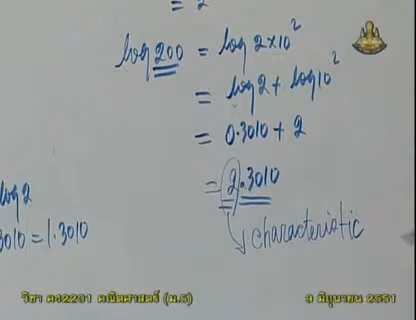 = 2
log 200 = log 2×10²
= log 2 + log 10²
= 0.3010 + 2
= 2.3010
characteristic
log 2
3010 = 1.3010
วิชา ค42201 คณิตศาสตร์ (ม.5)
9 มิถุนายน 2551